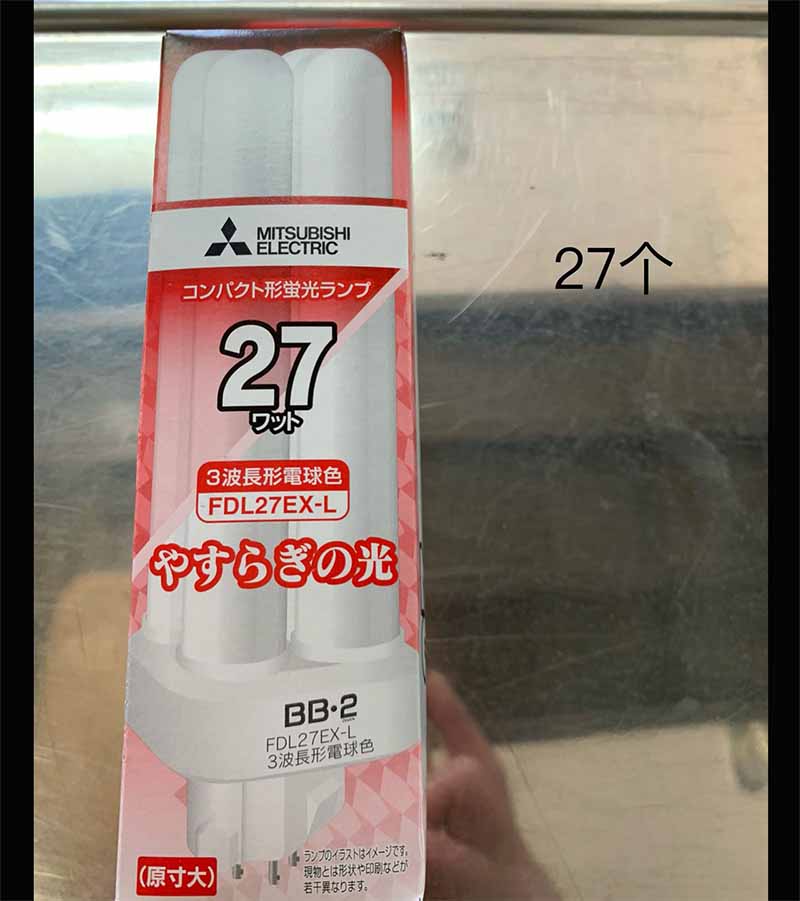 MITSUBISHI
ELECTRIC
コンパクト形蛍光ランプ
27
ワット
27个
3波長形電球色
FDL27EX-L
やすらぎの光
BB・2
FDL27EX-L
3波長形電球色
(原寸大)
ランプのイラストはイメージです。
現物とは形状や印刷などが
若干異なります。